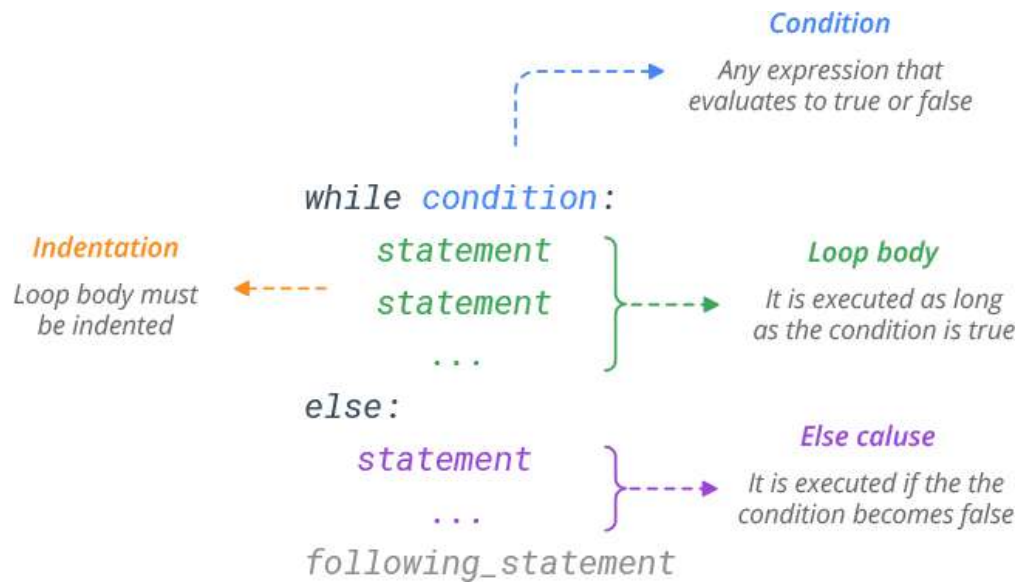 Condition
Any expression that
evaluates to true or false
while condition:
Indentation
Loop body must
be indented
statement
statement
...
Loop body
It is executed as long
as the condition is true
else:
statement
...
Else caluse
It is executed if the the
condition becomes false
following_statement